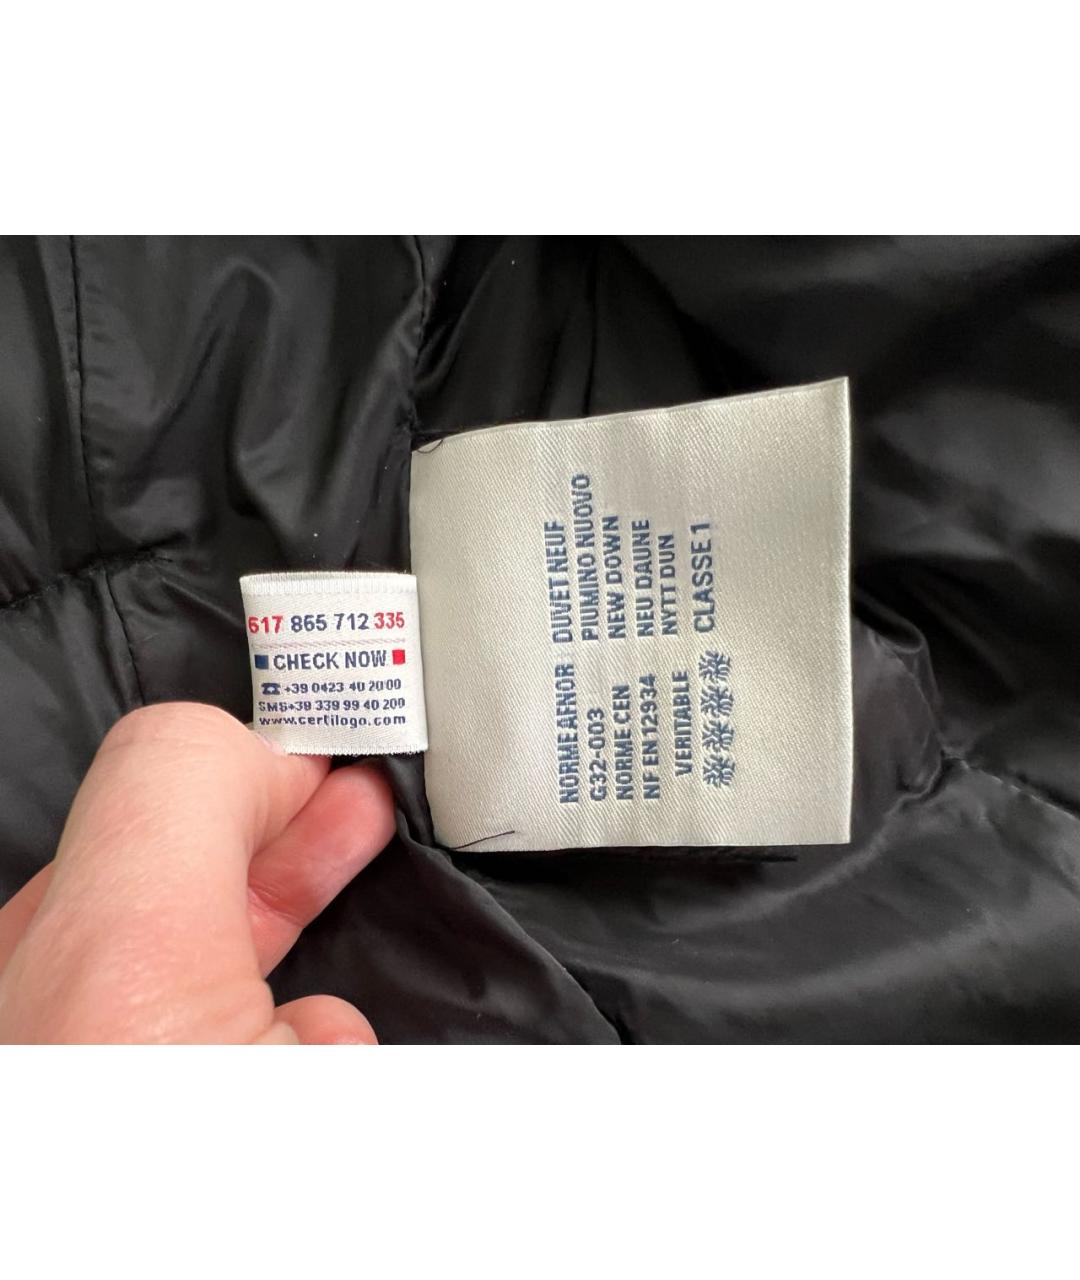 617 865 712 335
CHECK NOW
+39 0423 40 20 00
SMS+39 339 99 40 200
www.certilogo.com
NORME AFNOR DUVET NEUF
G32-003 PIUMINO NUOVO
NORME CEN NEW DOWN
NF EN 12934 NEU DAUNE
NYTT DUN
VERITABLE CLASSE 1